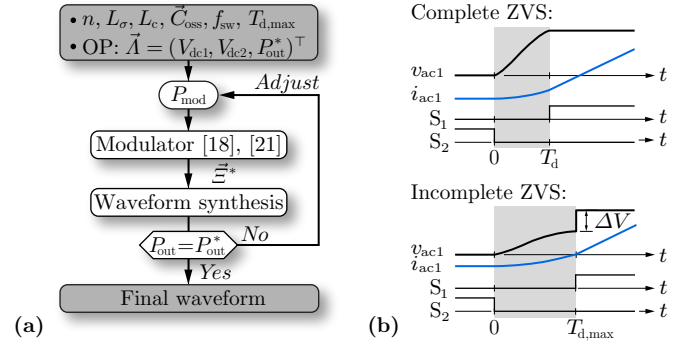 • n, L_σ, L_c, C⃗_oss, f_sw, T_d,max
• OP: Λ⃗ = (V_dc1, V_dc2, P*_out)^⊤
P_mod
Adjust
Modulator [18], [21]
Ξ⃗*
Waveform synthesis
P_out=P*_out
No
Yes
Final waveform
(a)
Complete ZVS:
v_ac1
t
i_ac1
S_1
t
S_2
t
0
T_d
Incomplete ZVS:
ΔV
v_ac1
t
i_ac1
S_1
t
S_2
t
0
T_d,max
(b)